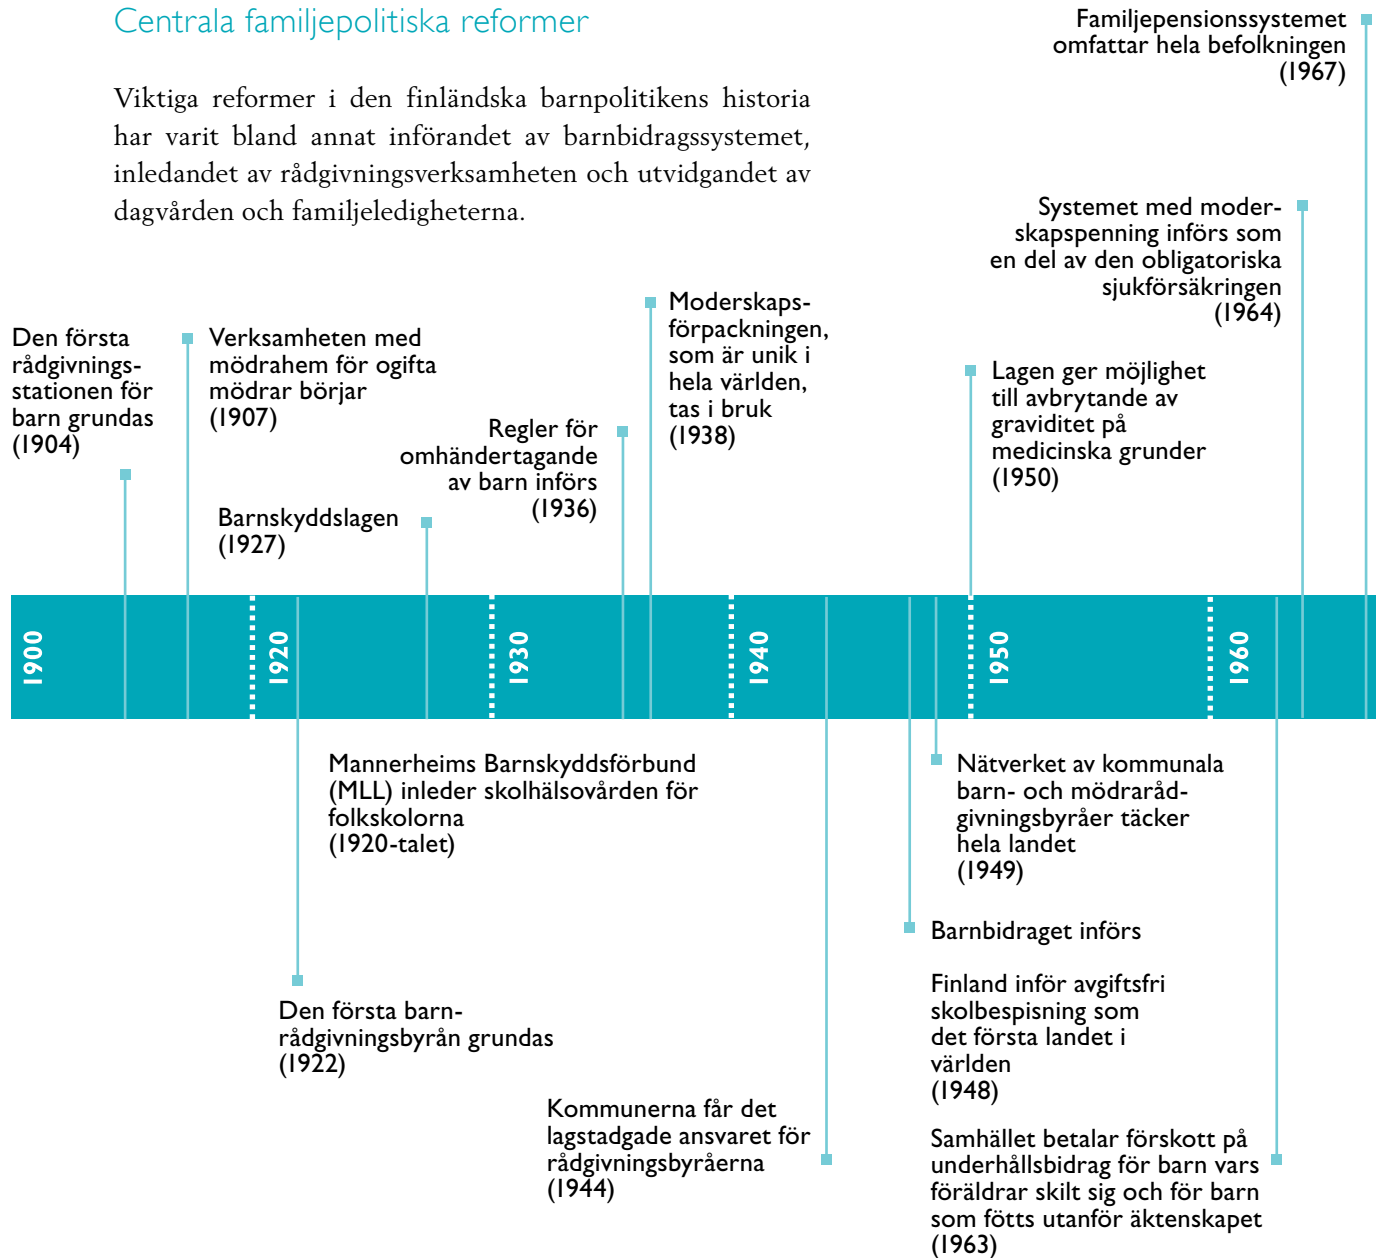 Centrala familjepolitiska reformer
Viktiga reformer i den finländska barnpolitikens historia
har varit bland annat införandet av barnbidragssystemet,
inledandet av rådgivningsverksamheten och utvidgandet av
dagvården och familjeledigheterna.
Familjepensionssystemet
omfattar hela befolkningen
(1967)
Systemet med moder-
skapspenning införs som
en del av den obligatoriska
sjukförsäkringen
(1964)
Den första
rådgivnings-
stationen för
barn grundas
(1904)
Verksamheten med
mödrahem för ogifta
mödrar börjar
(1907)
Barnskyddslagen
(1927)
Regler för
omhändertagande
av barn införs
(1936)
Moderskaps-
förpackningen,
som är unik i
hela världen,
tas i bruk
(1938)
Lagen ger möjlighet
till avbrytande av
graviditet på
medicinska grunder
(1950)
1900
1920
1930
1940
1950
1960
Mannerheims Barnskyddsförbund
(MLL) inleder skolhälsovården för
folkskolorna
(1920-talet)
Den första barn-
rådgivningsbyrån grundas
(1922)
Kommunerna får det
lagstadgade ansvaret för
rådgivningsbyråerna
(1944)
Nätverket av kommunala
barn- och mödraråd-
givningsbyråer täcker
hela landet
(1949)
Barnbidraget införs
Finland inför avgiftsfri
skolbespisning som
det första landet i
världen
(1948)
Samhället betalar förskott på
underhållsbidrag för barn vars
föräldrar skilt sig och för barn
som fötts utanför äktenskapet
(1963)